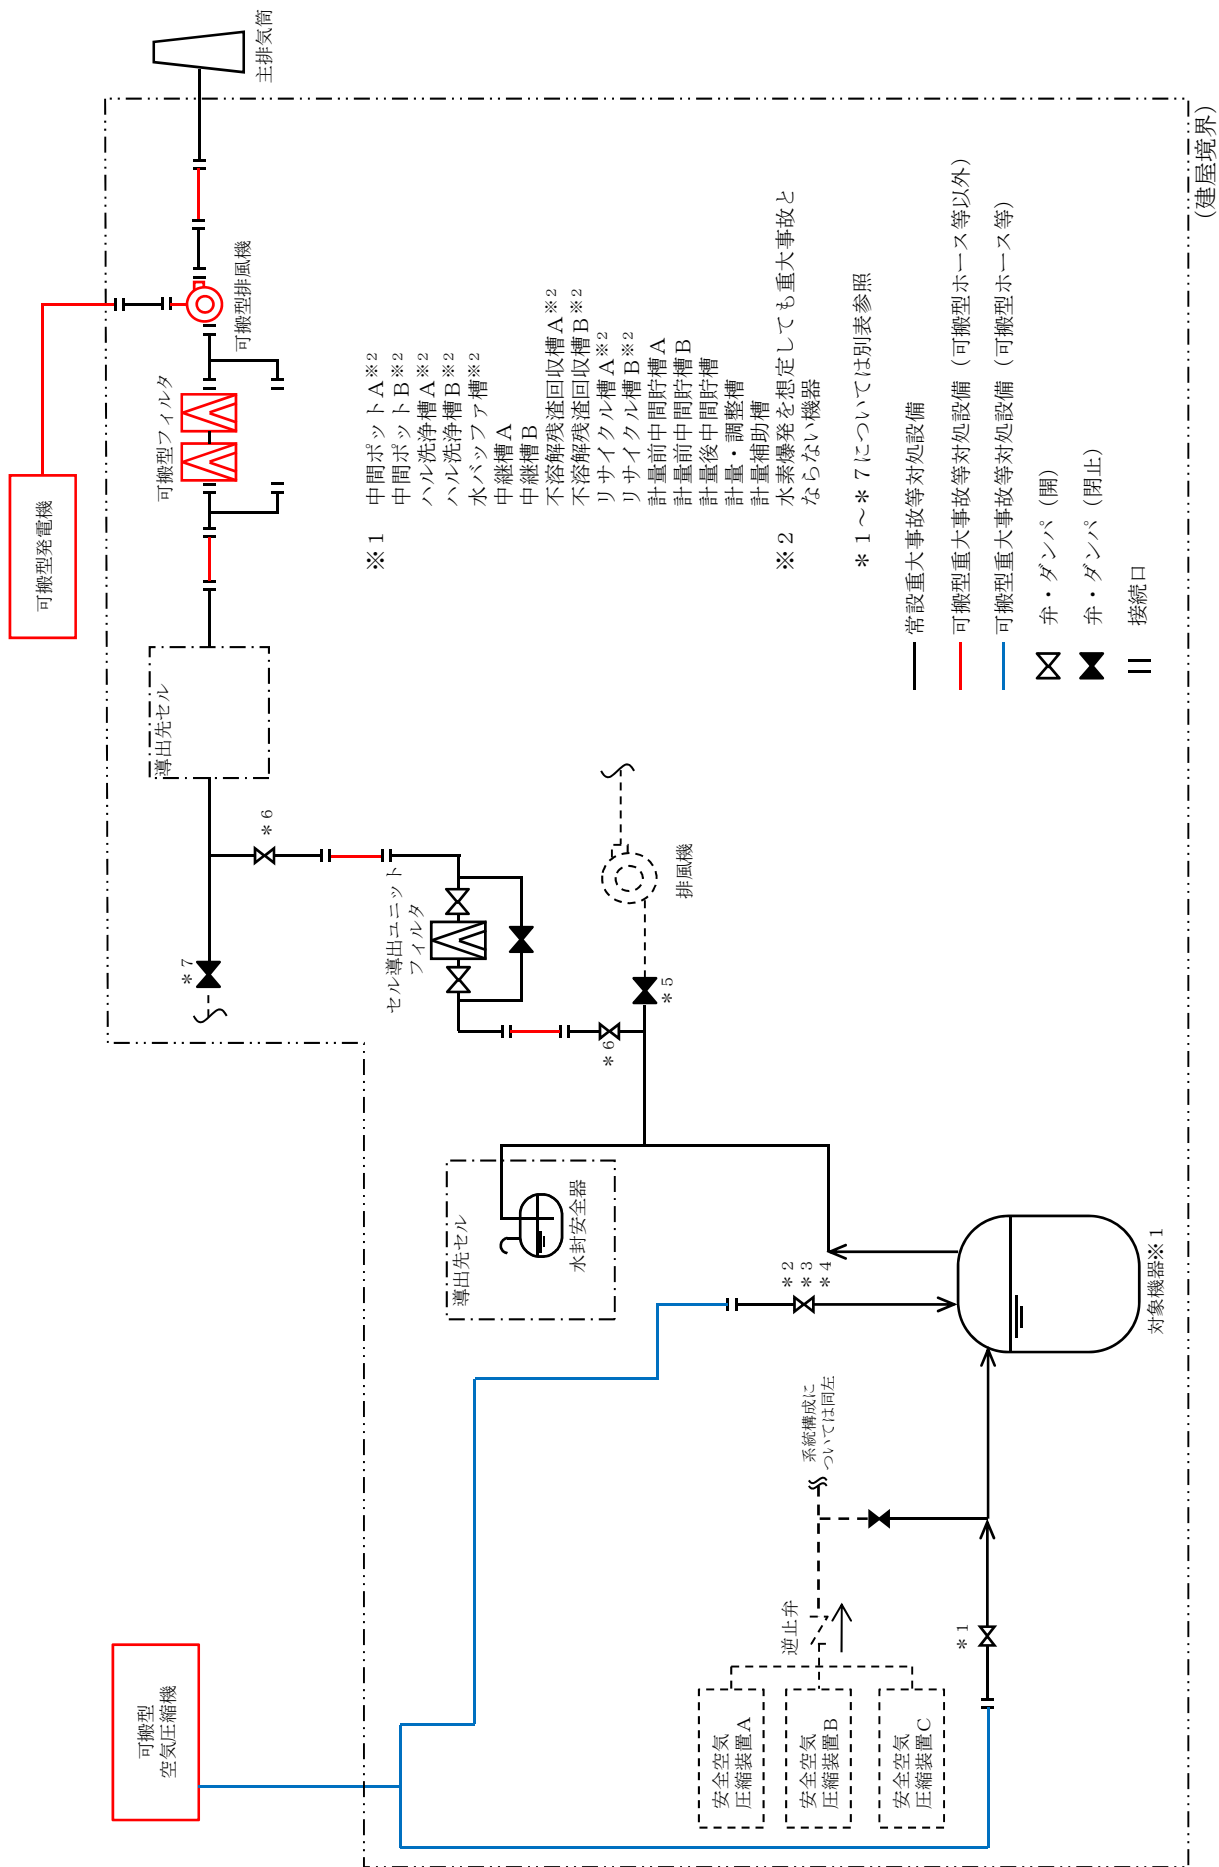 可搬型
空気圧縮機
安全空気
圧縮装置A
安全空気
圧縮装置B
安全空気
圧縮装置C
逆止弁
系統構成に
ついては同左
＊1
＊2
＊3
＊4
対象機器※1
導出先セル
水封安全器
＊6
＊5
排風機
セル導出ユニット
フィルタ
＊7
＊6
導出先セル
可搬型発電機
可搬型フィルタ
可搬型排風機
主排気筒
※1 中間ポットA※2
中間ポットB※2
ハル洗浄槽A※2
ハル洗浄槽B※2
水バッファ槽※2
中継槽A
中継槽B
不溶解残渣回収槽A※2
不溶解残渣回収槽B※2
リサイクル槽A※2
リサイクル槽B※2
計量前中間貯槽A
計量前中間貯槽B
計量後中間貯槽
計量・調整槽
計量補助槽
※2 水素爆発を想定しても重大事故と
ならない機器
＊1～＊7については別表参照
常設重大事故等対処設備
可搬型重大事故等対処設備（可搬型ホース等以外）
可搬型重大事故等対処設備（可搬型ホース等）
弁・ダンパ（開）
弁・ダンパ（閉止）
接続口
（建屋境界）